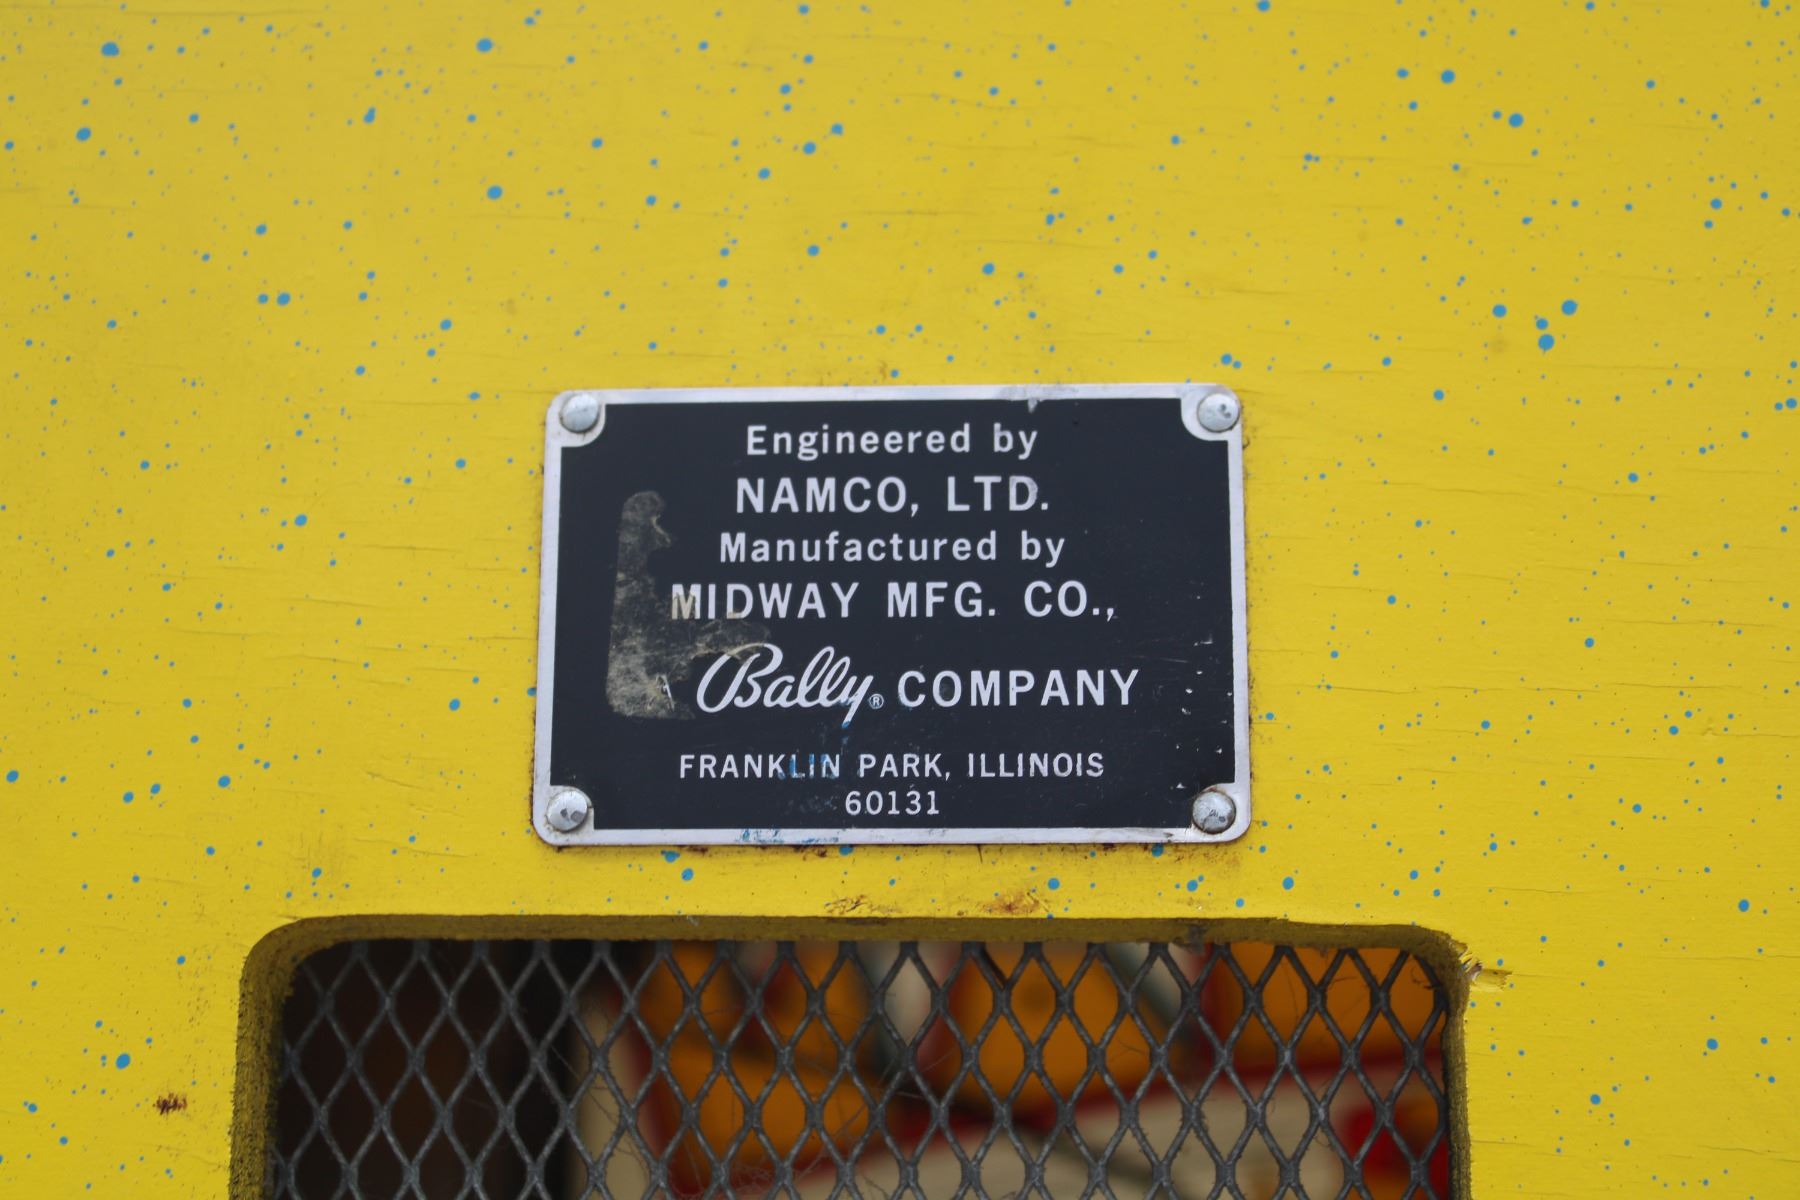 Engineered by
NAMCO, LTD.
Manufactured by
MIDWAY MFG. CO.,
A Bally® COMPANY
FRANKLIN PARK, ILLINOIS
60131